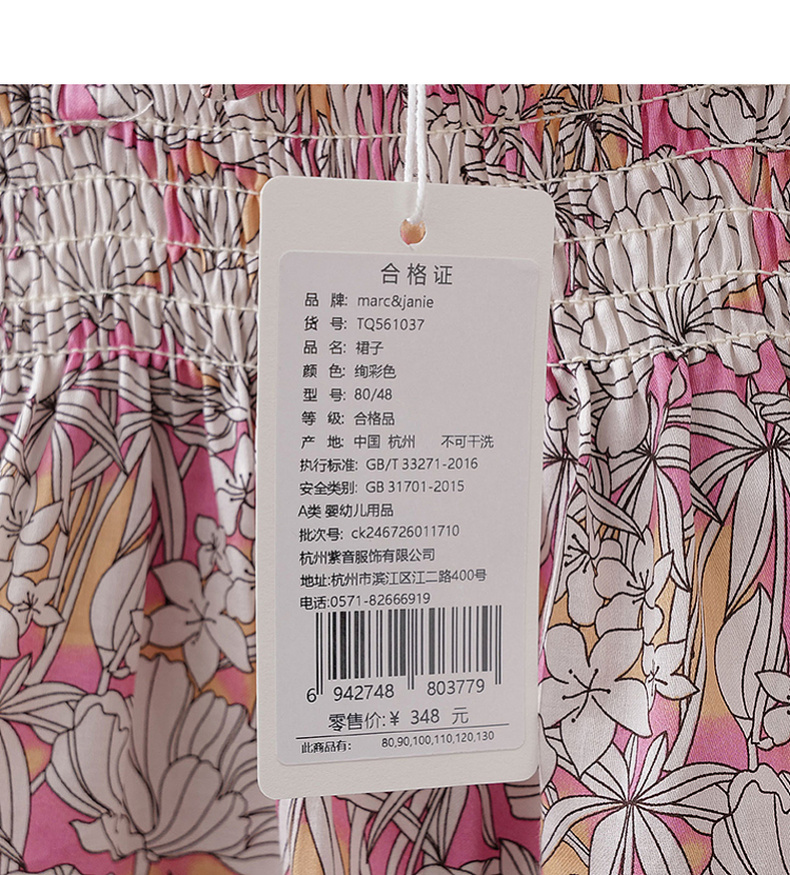 合格证
品 牌: marc&janie
货 号: TQ561037
品 名: 裙子
颜 色: 绚彩色
型 号: 80/48
等 级: 合格品
产 地: 中国 杭州 不可干洗
执行标准: GB/T 33271-2016
安全类别: GB 31701-2015
A类 婴幼儿用品
批次号: ck246726011710
杭州紫音服饰有限公司
地址:杭州市滨江区江二路400号
电话:0571-82666919
6 942748 803779
零售价:¥ 348 元
此商品有: 80,90,100,110,120,130